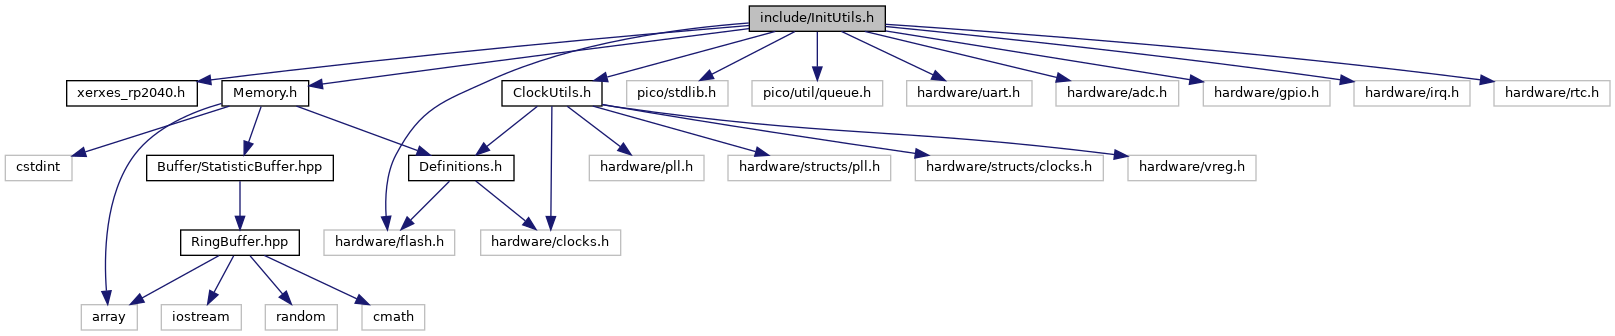 include/InitUtils.h
xerxes_rp2040.h
Memory.h
ClockUtils.h
pico/stdlib.h
pico/util/queue.h
hardware/uart.h
hardware/adc.h
hardware/gpio.h
hardware/irq.h
hardware/rtc.h
cstdint
Buffer/StatisticBuffer.hpp
Definitions.h
hardware/pll.h
hardware/structs/pll.h
hardware/structs/clocks.h
hardware/vreg.h
RingBuffer.hpp
hardware/flash.h
hardware/clocks.h
array
iostream
random
cmath